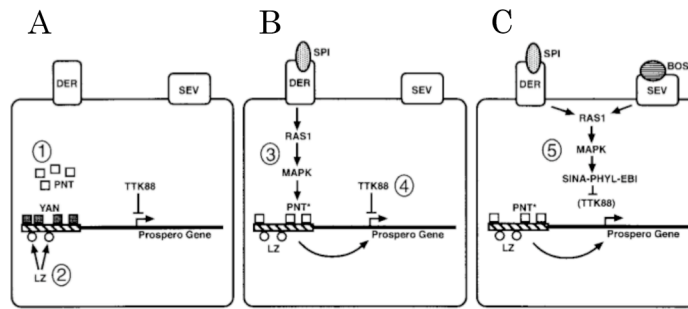 A
B
C
DER
SEV
1
PNT
TTK88
YAN
Prospero Gene
LZ
2
SPI
DER
SEV
RAS1
3
MAPK
TTK88
4
PNT*
LZ
Prospero Gene
SPI
BOS
DER
SEV
RAS1
MAPK
5
SINA-PHYL-EBI
(TTK88)
PNT*
LZ
Prospero Gene